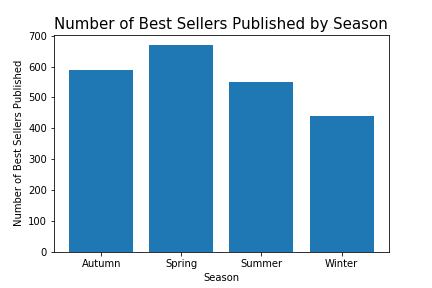 Number of Best Sellers Published by Season
Number of Best Sellers Published
700
600
500
400
300
200
100
0
Autumn Spring Summer Winter
Season